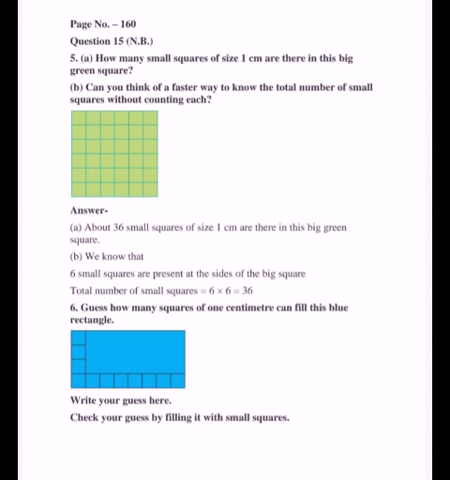 Page No. – 160
Question 15 (N.B.)
5. (a) How many small squares of size 1 cm are there in this big
green square?
(b) Can you think of a faster way to know the total number of small
squares without counting each?
Answer-
(a) About 36 small squares of size 1 cm are there in this big green
square.
(b) We know that
6 small squares are present at the sides of the big square
Total number of small squares = 6 × 6 = 36
6. Guess how many squares of one centimetre can fill this blue
rectangle.
Write your guess here.
Check your guess by filling it with small squares.